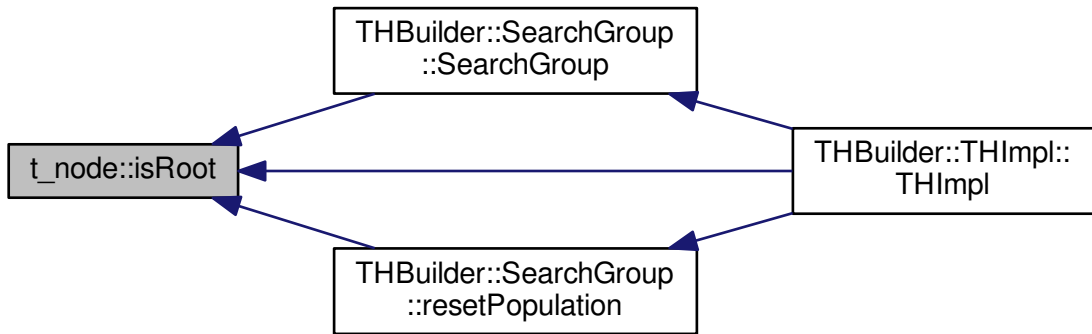 THBuilder::SearchGroup
::SearchGroup
t_node::isRoot
THBuilder::THImpl::
THImpl
THBuilder::SearchGroup
::resetPopulation